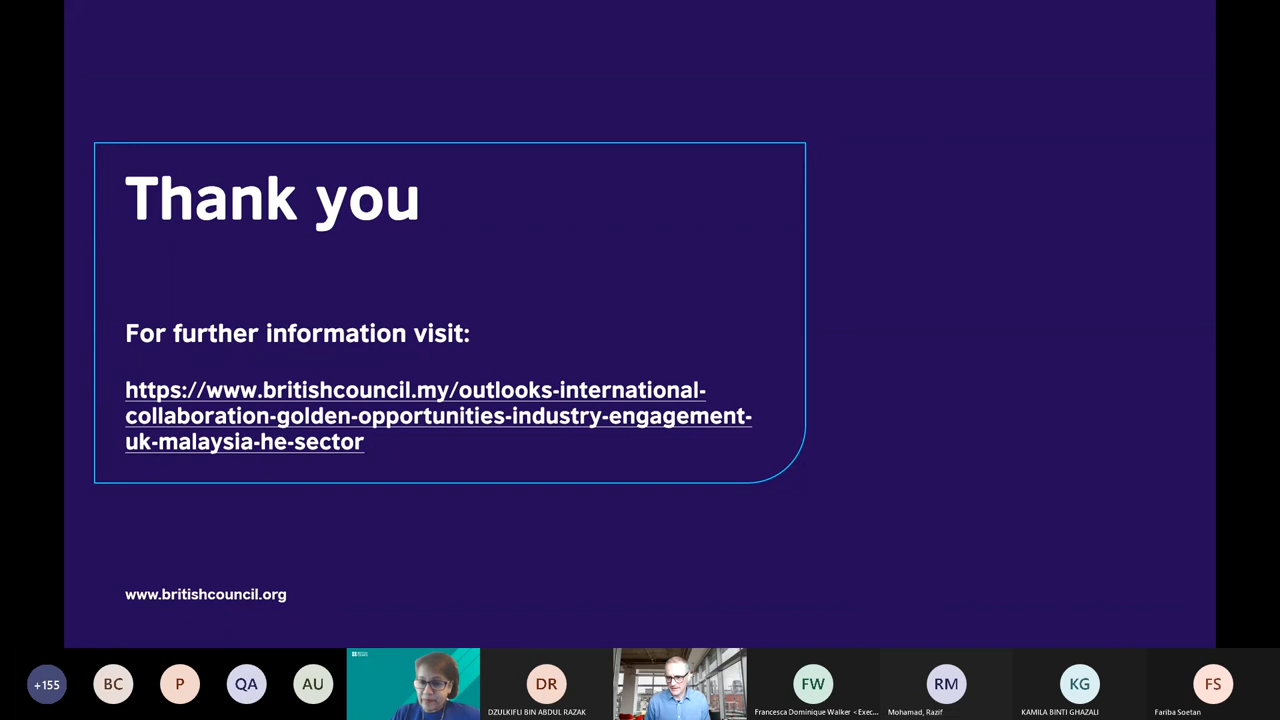 Thank you
For further information visit:
https://www.britishcouncil.my/outlooks-international-
collaboration-golden-opportunities-industry-engagement-
uk-malaysia-he-sector
www.britishcouncil.org
+155
BC
P
QA
AU
DR
DZULKIFLI BIN ABDUL RAZAK
FW
Francesca Dominique Walker <Exec...
RM
Mohamad, Razif
KG
KAMILA BINTI GHAZALI
FS
Fariba Soetan